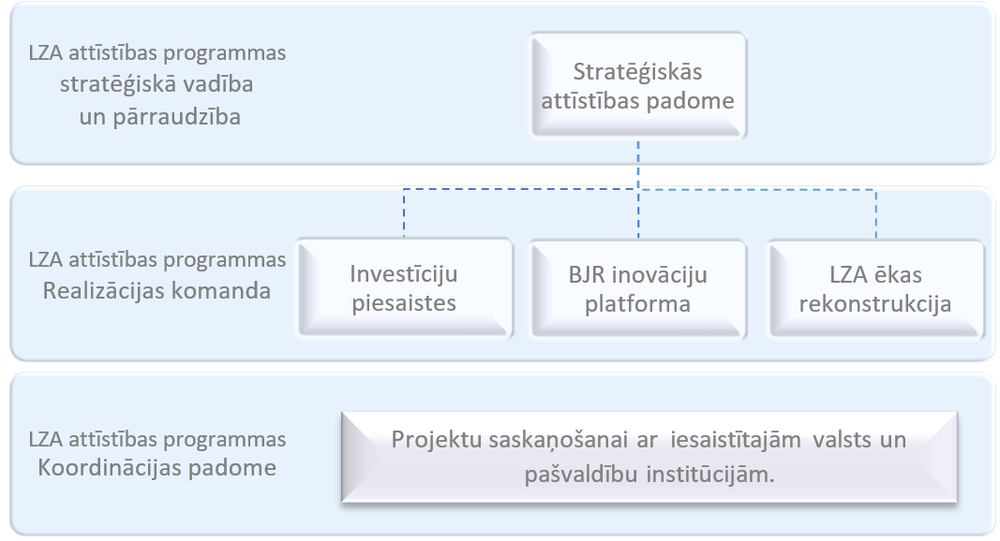 LZA attīstības programmas
stratēģiskā vadība
un pārraudzība
Stratēģiskās
attīstības padome
LZA attīstības programmas
Realizācijas komanda
Investīciju
piesaistes
BJR inovāciju
platforma
LZA ēkas
rekonstrukcija
LZA attīstības programmas
Koordinācijas padome
Projektu saskaņošanai ar iesaistītajām valsts un
pašvaldību institūcijām.